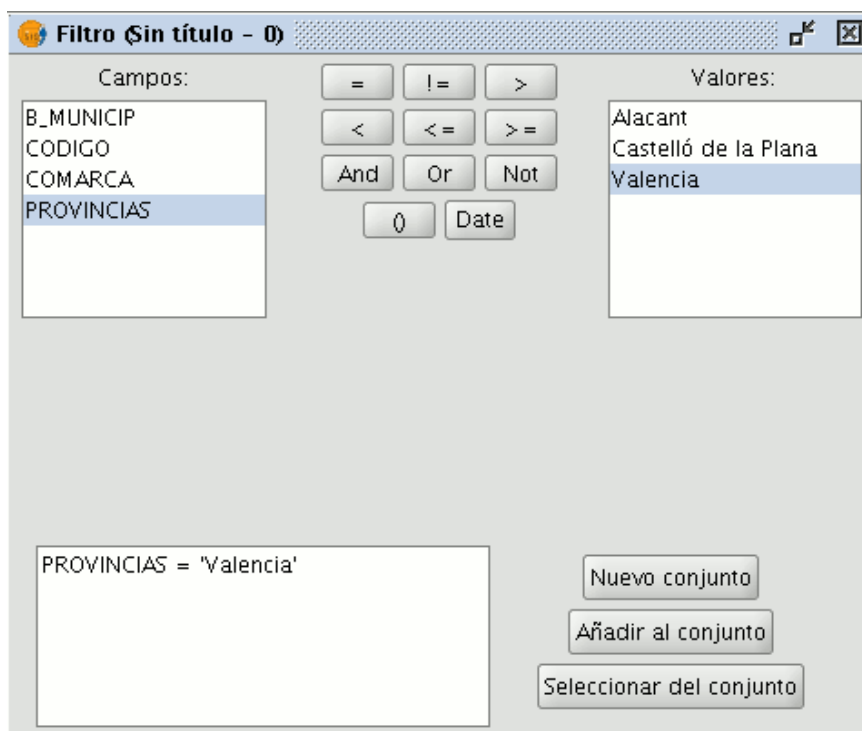 Filtro (Sin título - 0)
Campos:
B_MUNICIP
CODIGO
COMARCA
PROVINCIAS
= != >
< <= >=
And Or Not
() Date
Valores:
Alacant
Castelló de la Plana
Valencia
PROVINCIAS = 'Valencia'
Nuevo conjunto
Añadir al conjunto
Seleccionar del conjunto